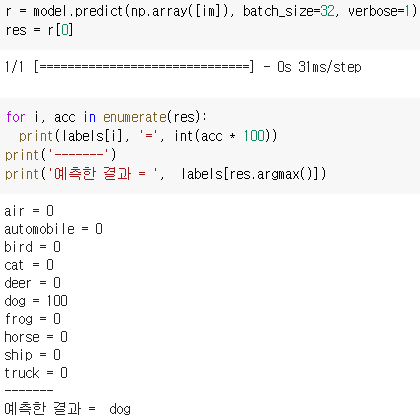 r = model.predict(np.array([im]), batch_size=32, verbose=1)
res = r[0]
1/1 [==============================] - 0s 31ms/step
for i, acc in enumerate(res):
  print(labels[i], '=', int(acc * 100))
print('-------')
print('예측한 결과 = ',  labels[res.argmax()])
air = 0
automobile = 0
bird = 0
cat = 0
deer = 0
dog = 100
frog = 0
horse = 0
ship = 0
truck = 0
-------
예측한 결과 =  dog